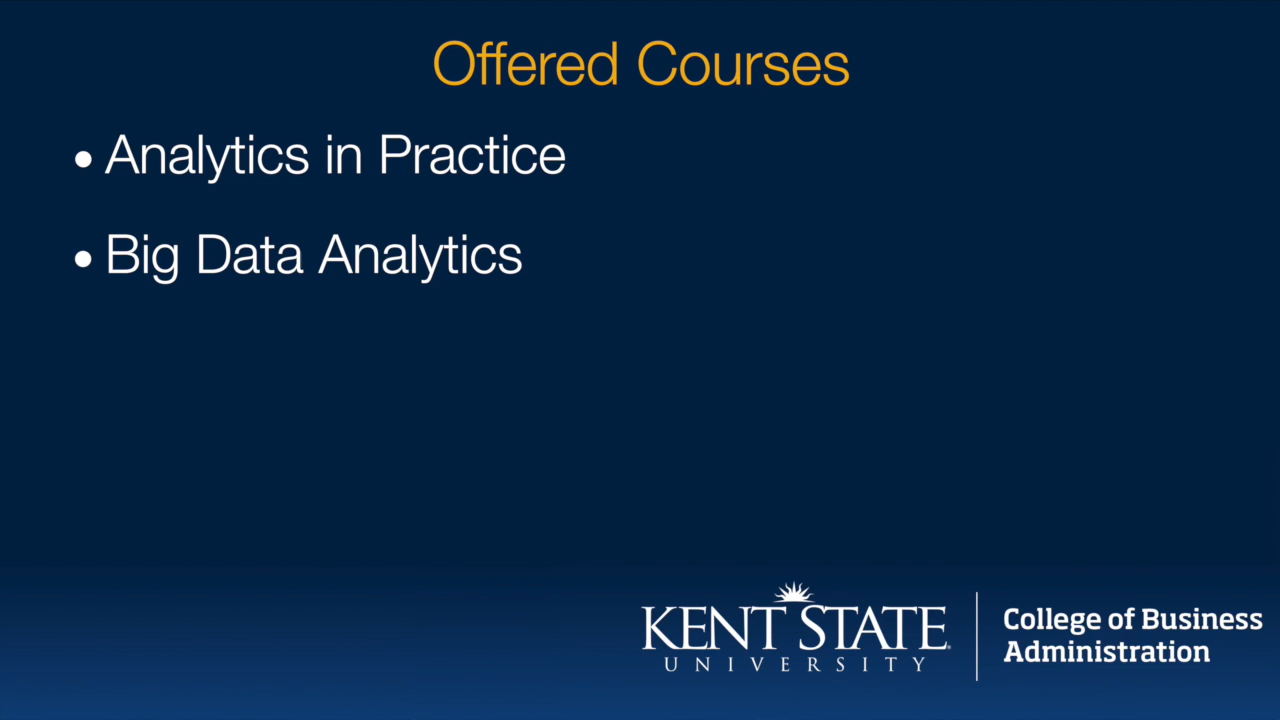 Offered Courses
• Analytics in Practice
• Big Data Analytics
KENT STATE
UNIVERSITY
College of Business
Administration